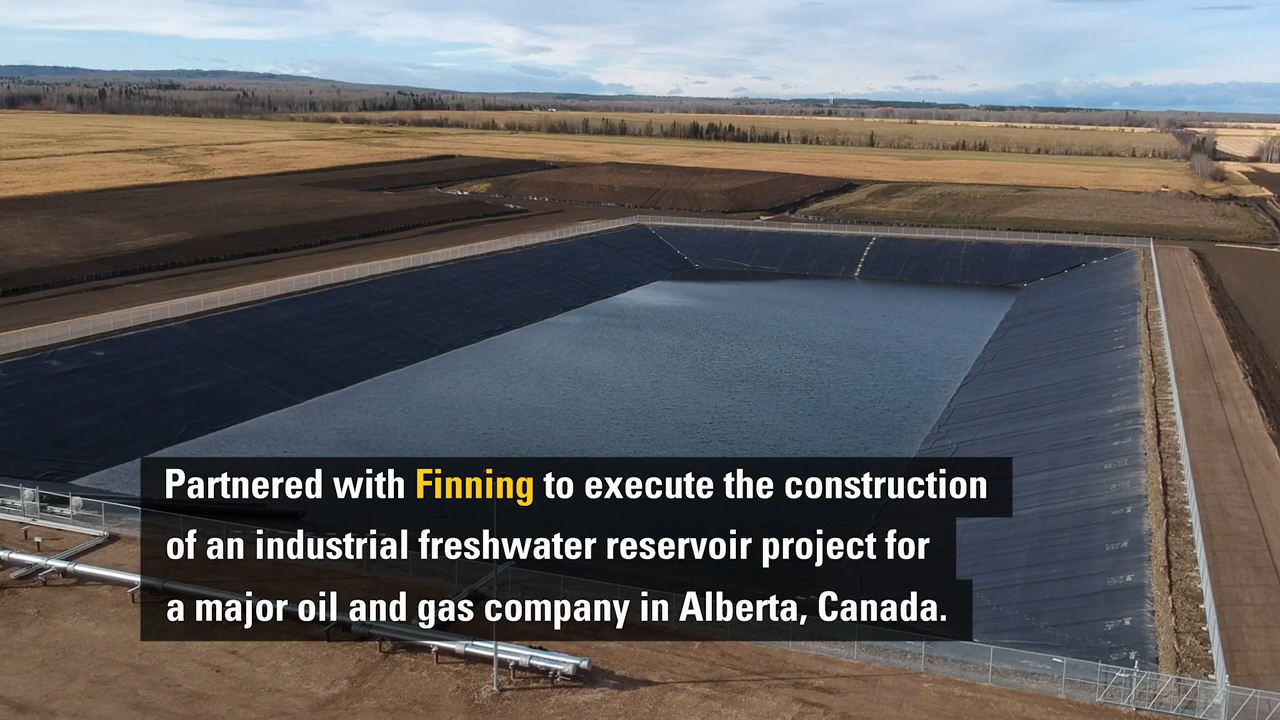 Partnered with Finning to execute the construction
of an industrial freshwater reservoir project for
a major oil and gas company in Alberta, Canada.